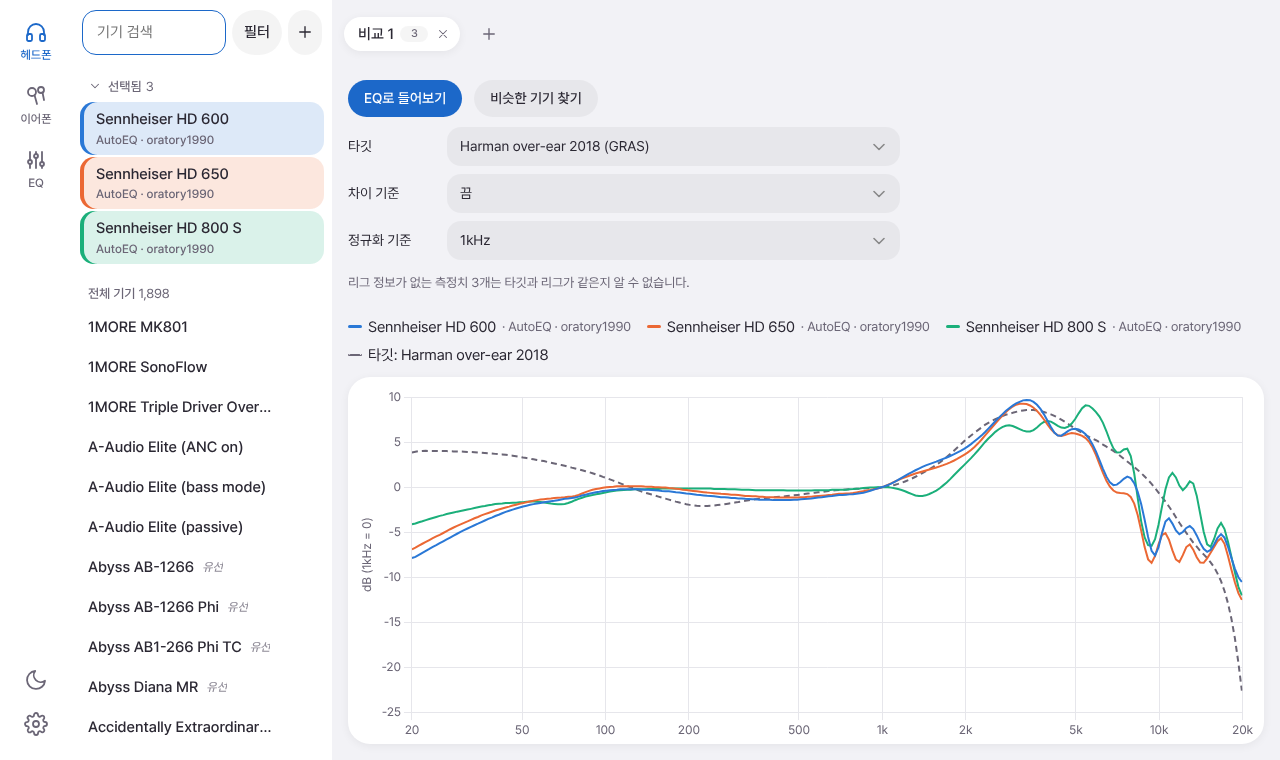 헤드폰
이어폰
EQ
기기 검색
필터
선택됨 3
Sennheiser HD 600
AutoEQ · oratory1990
Sennheiser HD 650
AutoEQ · oratory1990
Sennheiser HD 800 S
AutoEQ · oratory1990
전체 기기 1,898
1MORE MK801
1MORE SonoFlow
1MORE Triple Driver Over...
A-Audio Elite (ANC on)
A-Audio Elite (bass mode)
A-Audio Elite (passive)
Abyss AB-1266 유선
Abyss AB-1266 Phi 유선
Abyss AB1-266 Phi TC 유선
Abyss Diana MR 유선
Accidentally Extraordinar...
비교 1 3
EQ로 들어보기 비슷한 기기 찾기
타깃 Harman over-ear 2018 (GRAS)
차이 기준 끔
정규화 기준 1kHz
리그 정보가 없는 측정치 3개는 타깃과 리그가 같은지 알 수 없습니다.
Sennheiser HD 600 · AutoEQ · oratory1990 Sennheiser HD 650 · AutoEQ · oratory1990 Sennheiser HD 800 S · AutoEQ · oratory1990
타깃: Harman over-ear 2018
dB (1kHz = 0)
10
5
0
-5
-10
-15
-20
-25
20 50 100 200 500 1k 2k 5k 10k 20k